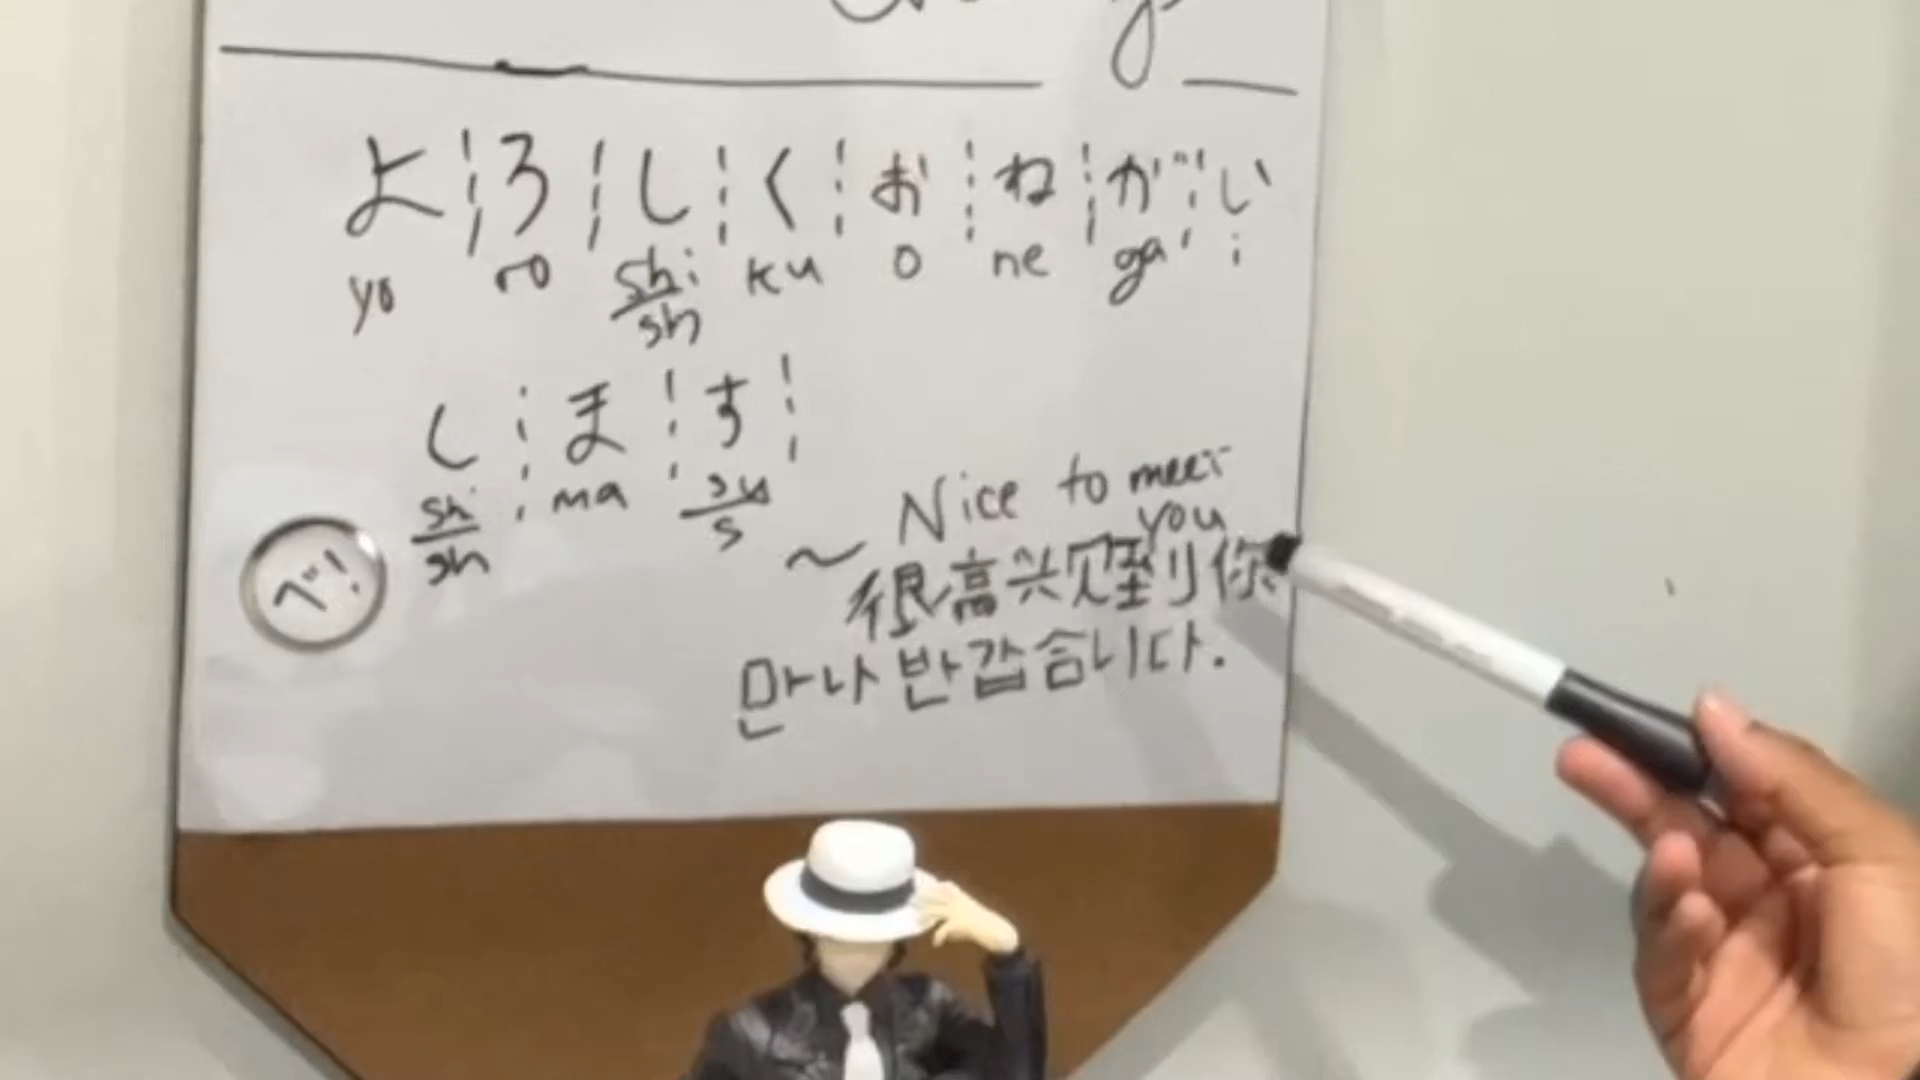 よ ろ し く お ね が い
yo ro shi ku o ne ga i
sh
し ま す
shi ma su
sh s
べ!
~ Nice to meet
you
很高兴见到你
만나 반갑습니다.